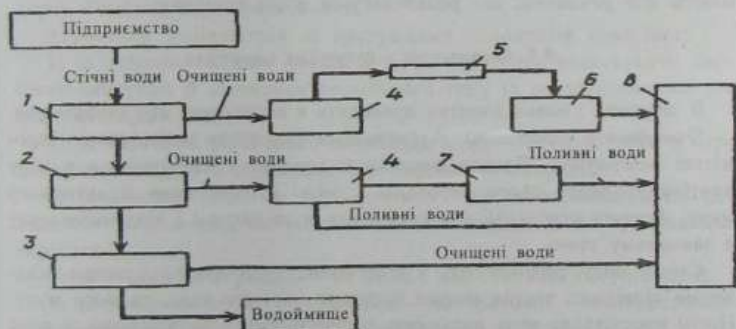 Підприємство
Стічні води Очищені води
1
4
5
6
8
2
Очищені води
4
7
Поливні води
Поливні води
3
Очищені води
Водоймище